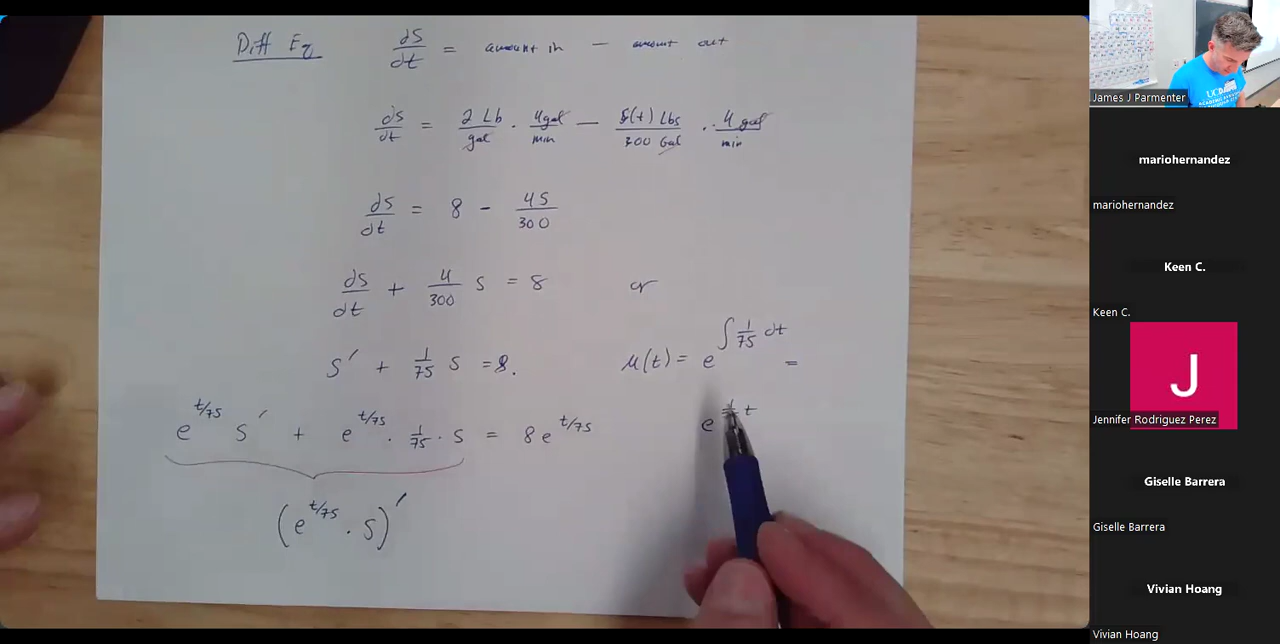 Diff Eq dS/dt = amount in – amount out
dS/dt = 2 Lb/gal · 4 gal/min – S(t) Lbs/300 Gal · 4 gal/min
dS/dt = 8 - 4S/300
dS/dt + 4/300 S = 8 or
S′ + 1/75 S = 8. μ(t) = e^∫ 1/75 dt =
e^t/75 S′ + e^t/75 · 1/75 · S = 8e^t/75
e t
(e^t/75 · S)′
James J Parmenter
mariohernandez
mariohernandez
Keen C.
Keen C.
J
Jennifer Rodriguez Perez
Giselle Barrera
Giselle Barrera
Vivian Hoang
Vivian Hoang